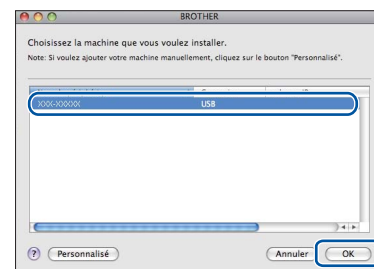 BROTHER
Choisissez la machine que vous voulez installer.
Note: Si voulez ajouter votre machine manuellement, cliquez sur le bouton "Personnalisé".
XXX-XXXXX USB
? Personnalisé Annuler OK